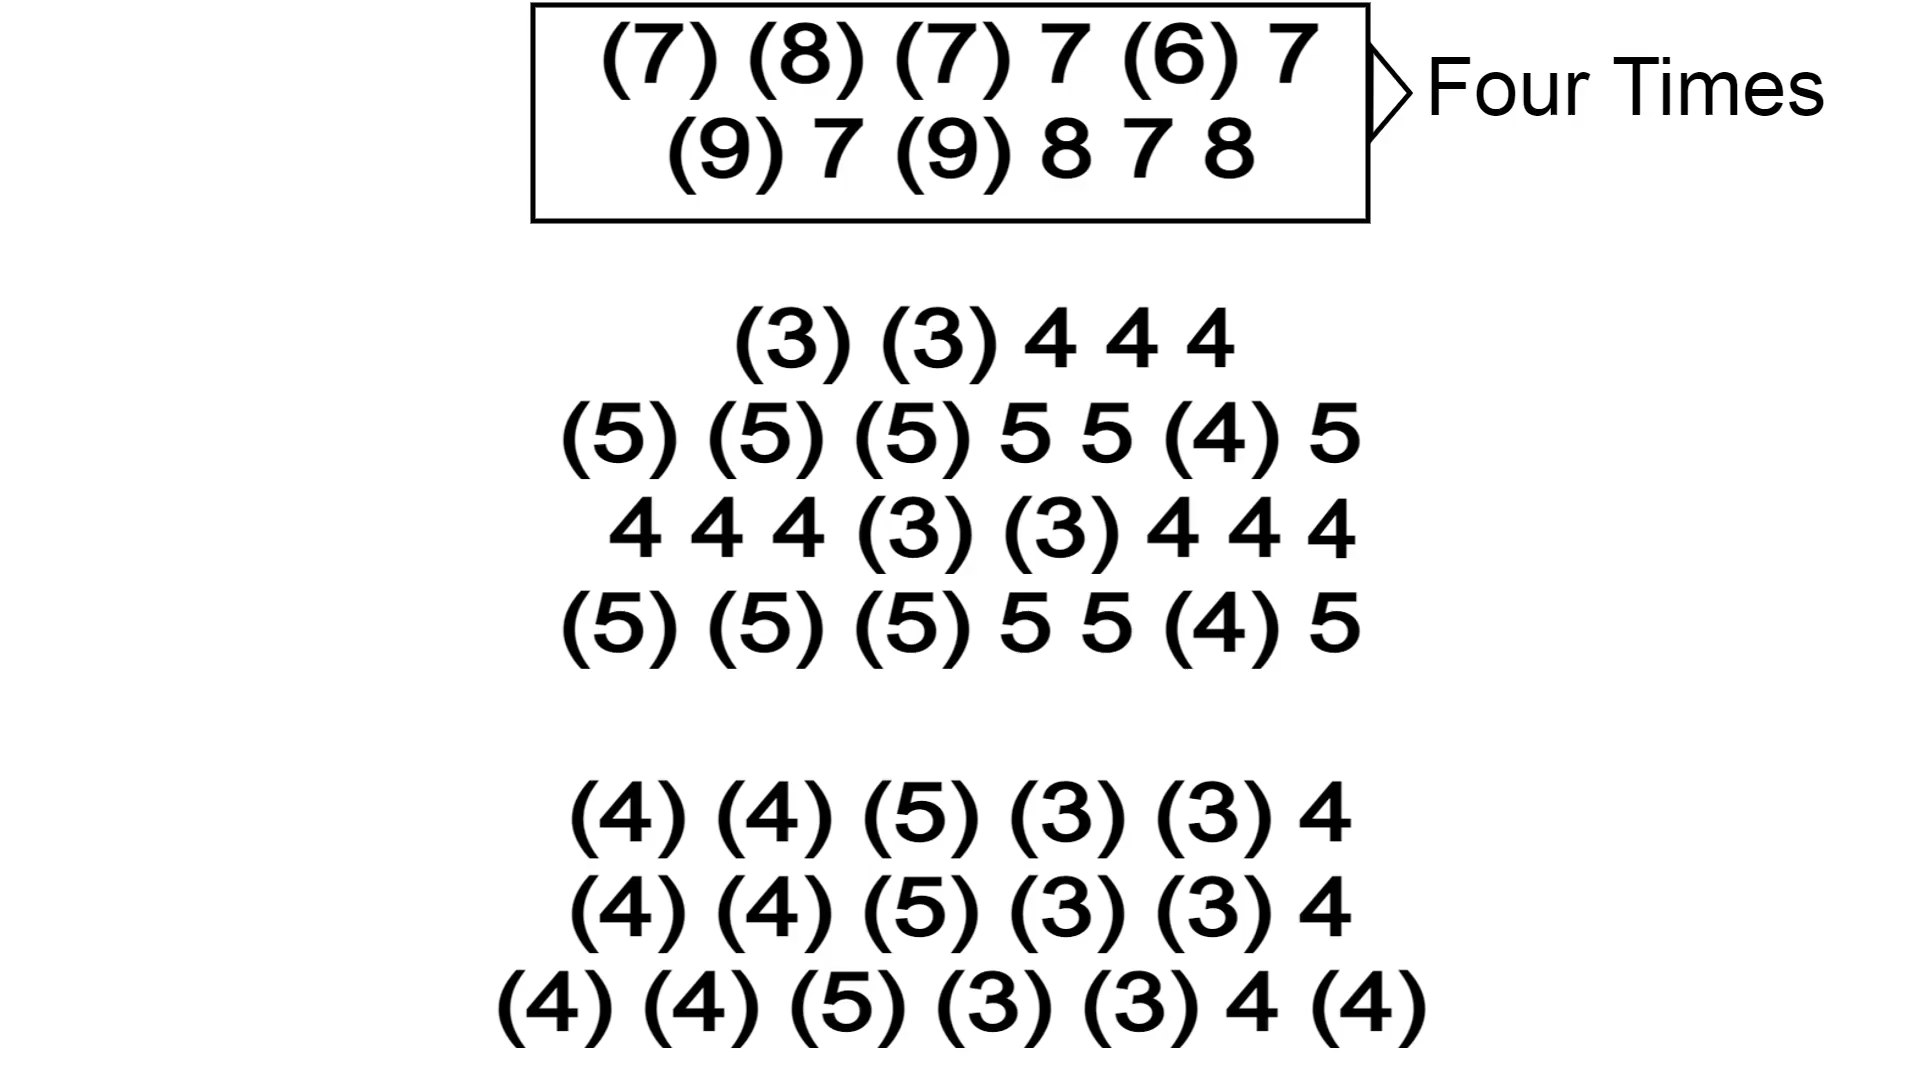 (7) (8) (7) 7 (6) 7
(9) 7 (9) 8 7 8
Four Times
(3) (3) 4 4 4
(5) (5) (5) 5 5 (4) 5
4 4 4 (3) (3) 4 4 4
(5) (5) (5) 5 5 (4) 5
(4) (4) (5) (3) (3) 4
(4) (4) (5) (3) (3) 4
(4) (4) (5) (3) (3) 4 (4)